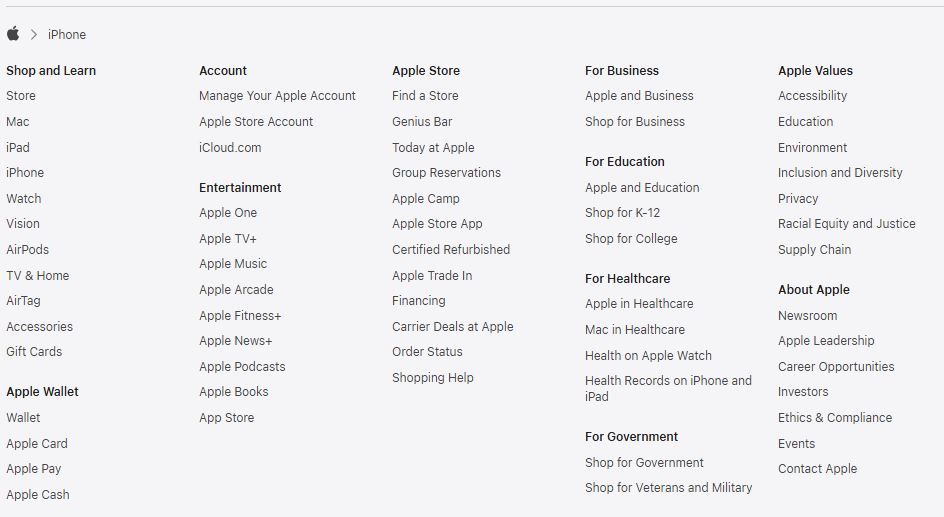 iPhone
Shop and Learn
Store
Mac
iPad
iPhone
Watch
Vision
AirPods
TV & Home
AirTag
Accessories
Gift Cards
Apple Wallet
Wallet
Apple Card
Apple Pay
Apple Cash
Account
Manage Your Apple Account
Apple Store Account
iCloud.com
Entertainment
Apple One
Apple TV+
Apple Music
Apple Arcade
Apple Fitness+
Apple News+
Apple Podcasts
Apple Books
App Store
Apple Store
Find a Store
Genius Bar
Today at Apple
Group Reservations
Apple Camp
Apple Store App
Certified Refurbished
Apple Trade In
Financing
Carrier Deals at Apple
Order Status
Shopping Help
For Business
Apple and Business
Shop for Business
For Education
Apple and Education
Shop for K-12
Shop for College
For Healthcare
Apple in Healthcare
Mac in Healthcare
Health on Apple Watch
Health Records on iPhone and
iPad
For Government
Shop for Government
Shop for Veterans and Military
Apple Values
Accessibility
Education
Environment
Inclusion and Diversity
Privacy
Racial Equity and Justice
Supply Chain
About Apple
Newsroom
Apple Leadership
Career Opportunities
Investors
Ethics & Compliance
Events
Contact Apple